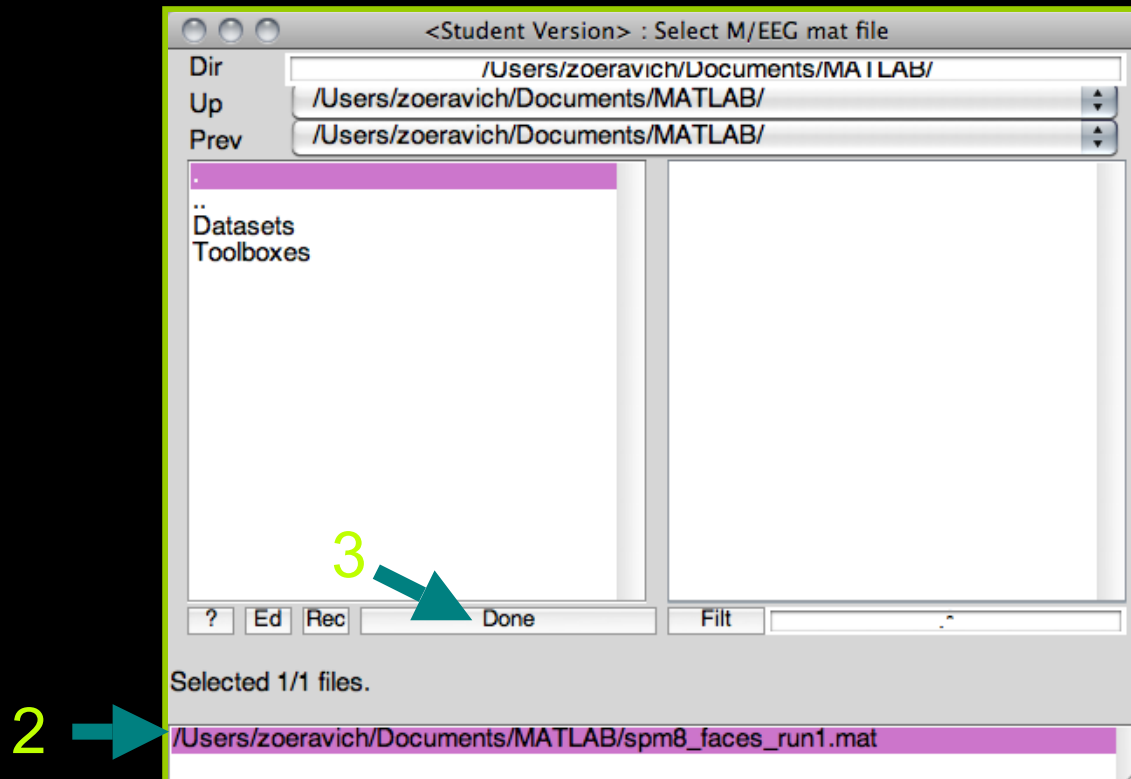 <Student Version> : Select M/EEG mat file
Dir /Users/zoeravich/Documents/MATLAB/
Up /Users/zoeravich/Documents/MATLAB/
Prev /Users/zoeravich/Documents/MATLAB/
.
..
Datasets
Toolboxes
3
? Ed Rec Done Filt .*
Selected 1/1 files.
2 /Users/zoeravich/Documents/MATLAB/spm8_faces_run1.mat